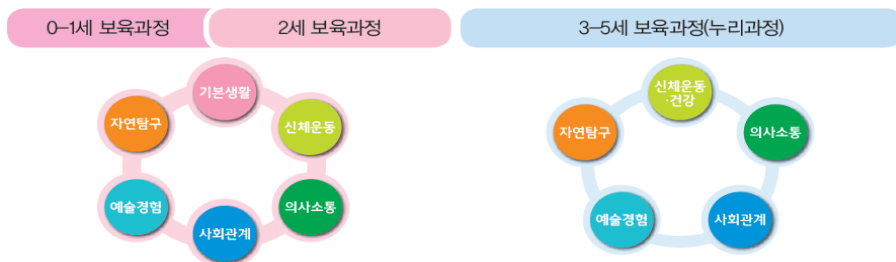 0-1세 보육과정
2세 보육과정
3-5세 보육과정(누리과정)
기본생활
신체운동
의사소통
사회관계
예술경험
자연탐구
신체운동
·건강
의사소통
사회관계
예술경험
자연탐구